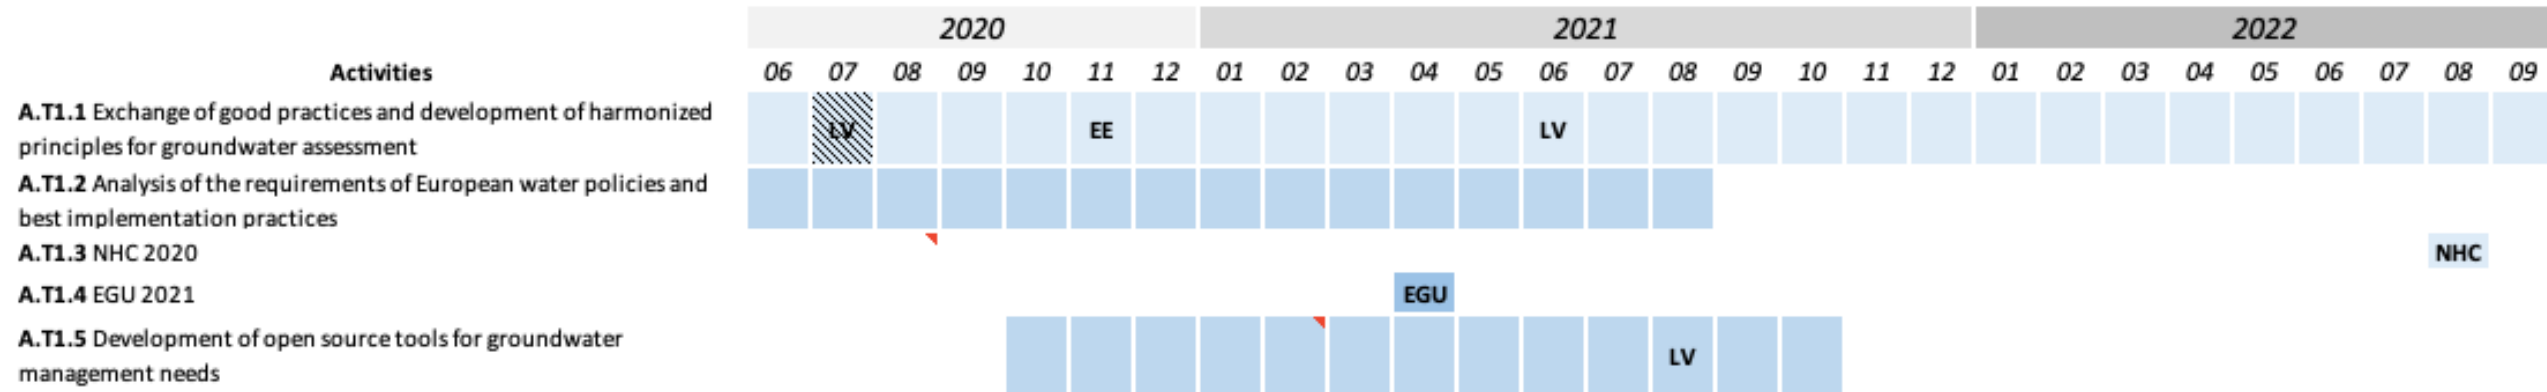 2020 2021 2022
Activities 06 07 08 09 10 11 12 01 02 03 04 05 06 07 08 09 10 11 12 01 02 03 04 05 06 07 08 09
A.T1.1 Exchange of good practices and development of harmonized
principles for groundwater assessment
LV EE LV
A.T1.2 Analysis of the requirements of European water policies and
best implementation practices
A.T1.3 NHC 2020 NHC
A.T1.4 EGU 2021 EGU
A.T1.5 Development of open source tools for groundwater
management needs
LV